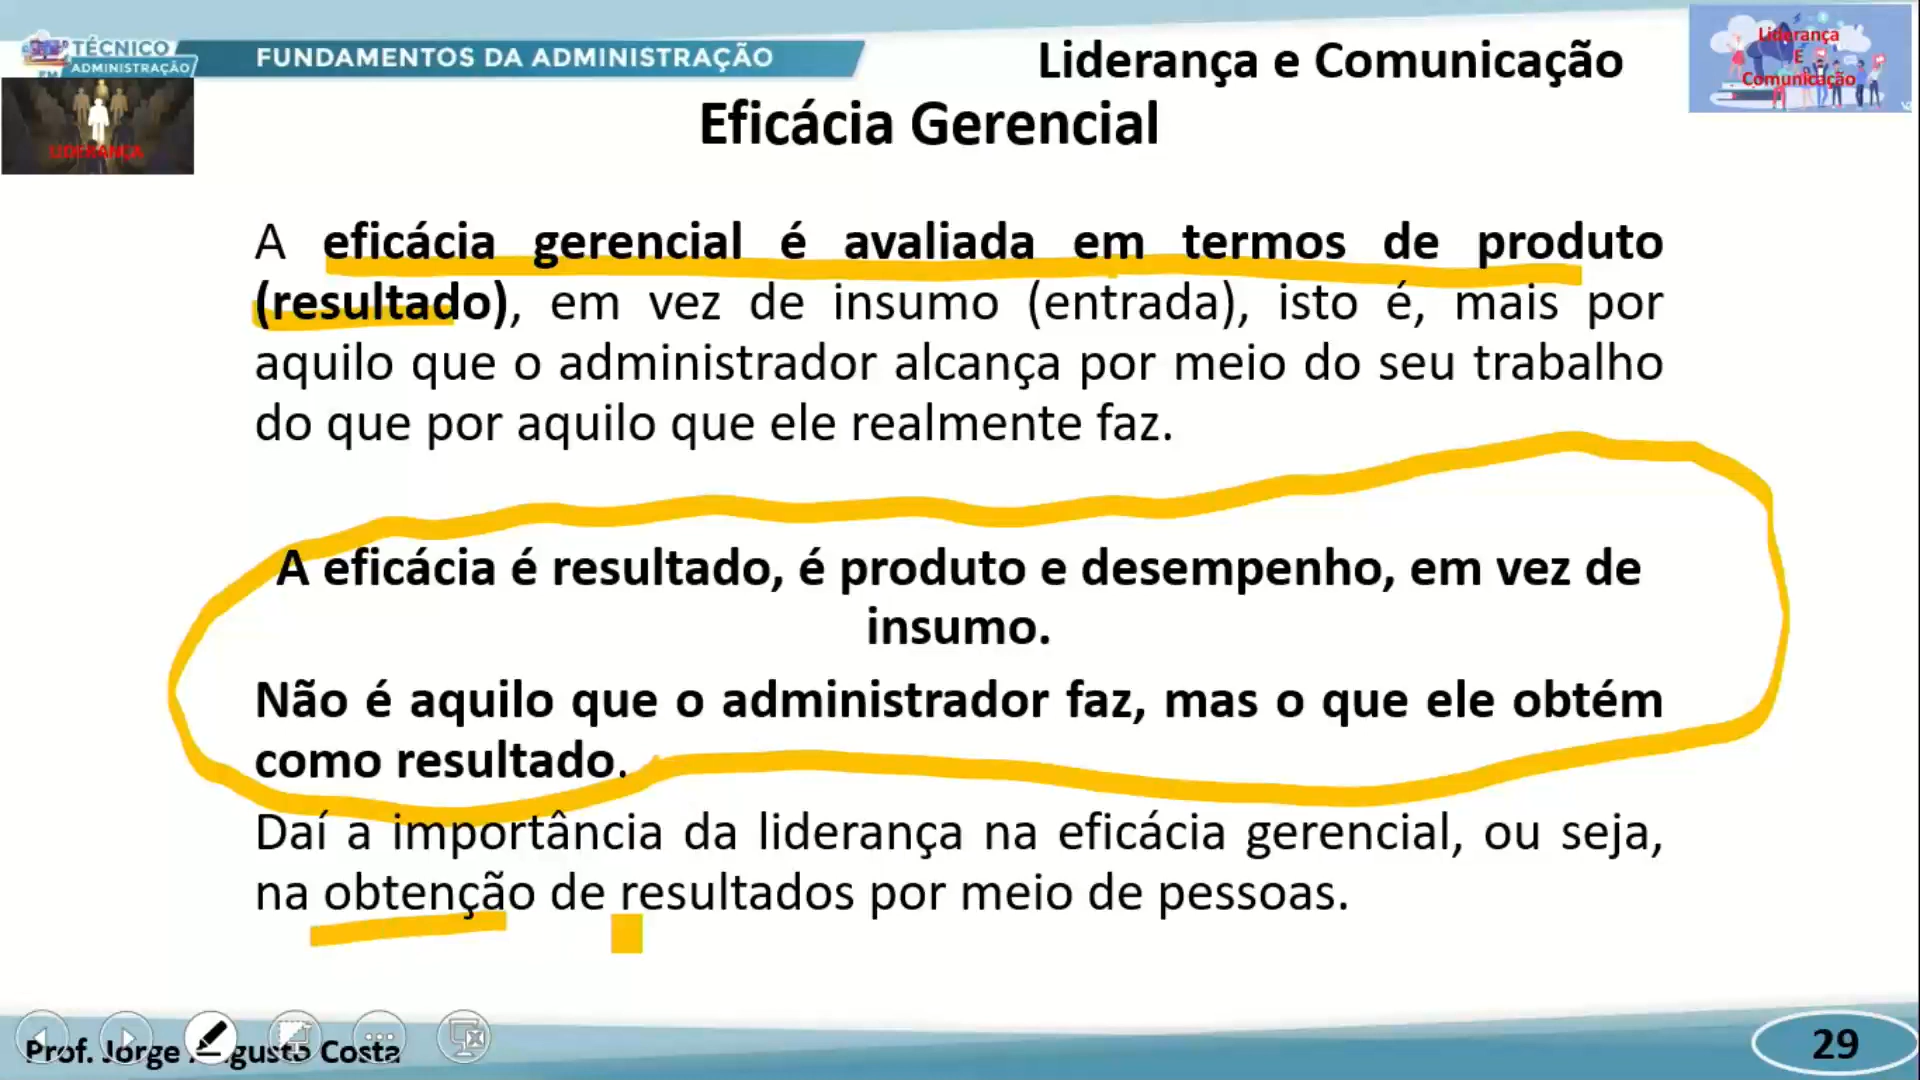 TÉCNICO
EM ADMINISTRAÇÃO
FUNDAMENTOS DA ADMINISTRAÇÃO
Liderança e Comunicação
Liderança
E
Comunicação
LIDERANÇA
Eficácia Gerencial
A eficácia gerencial é avaliada em termos de produto
(resultado), em vez de insumo (entrada), isto é, mais por
aquilo que o administrador alcança por meio do seu trabalho
do que por aquilo que ele realmente faz.
A eficácia é resultado, é produto e desempenho, em vez de
insumo.
Não é aquilo que o administrador faz, mas o que ele obtém
como resultado.
Daí a importância da liderança na eficácia gerencial, ou seja,
na obtenção de resultados por meio de pessoas.
Prof. Jorge Augusto Costa
29